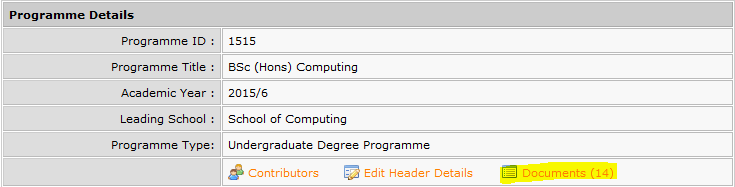 Programme Details
Programme ID : 1515
Programme Title : BSc (Hons) Computing
Academic Year : 2015/6
Leading School : School of Computing
Programme Type: Undergraduate Degree Programme
Contributors Edit Header Details Documents (14)